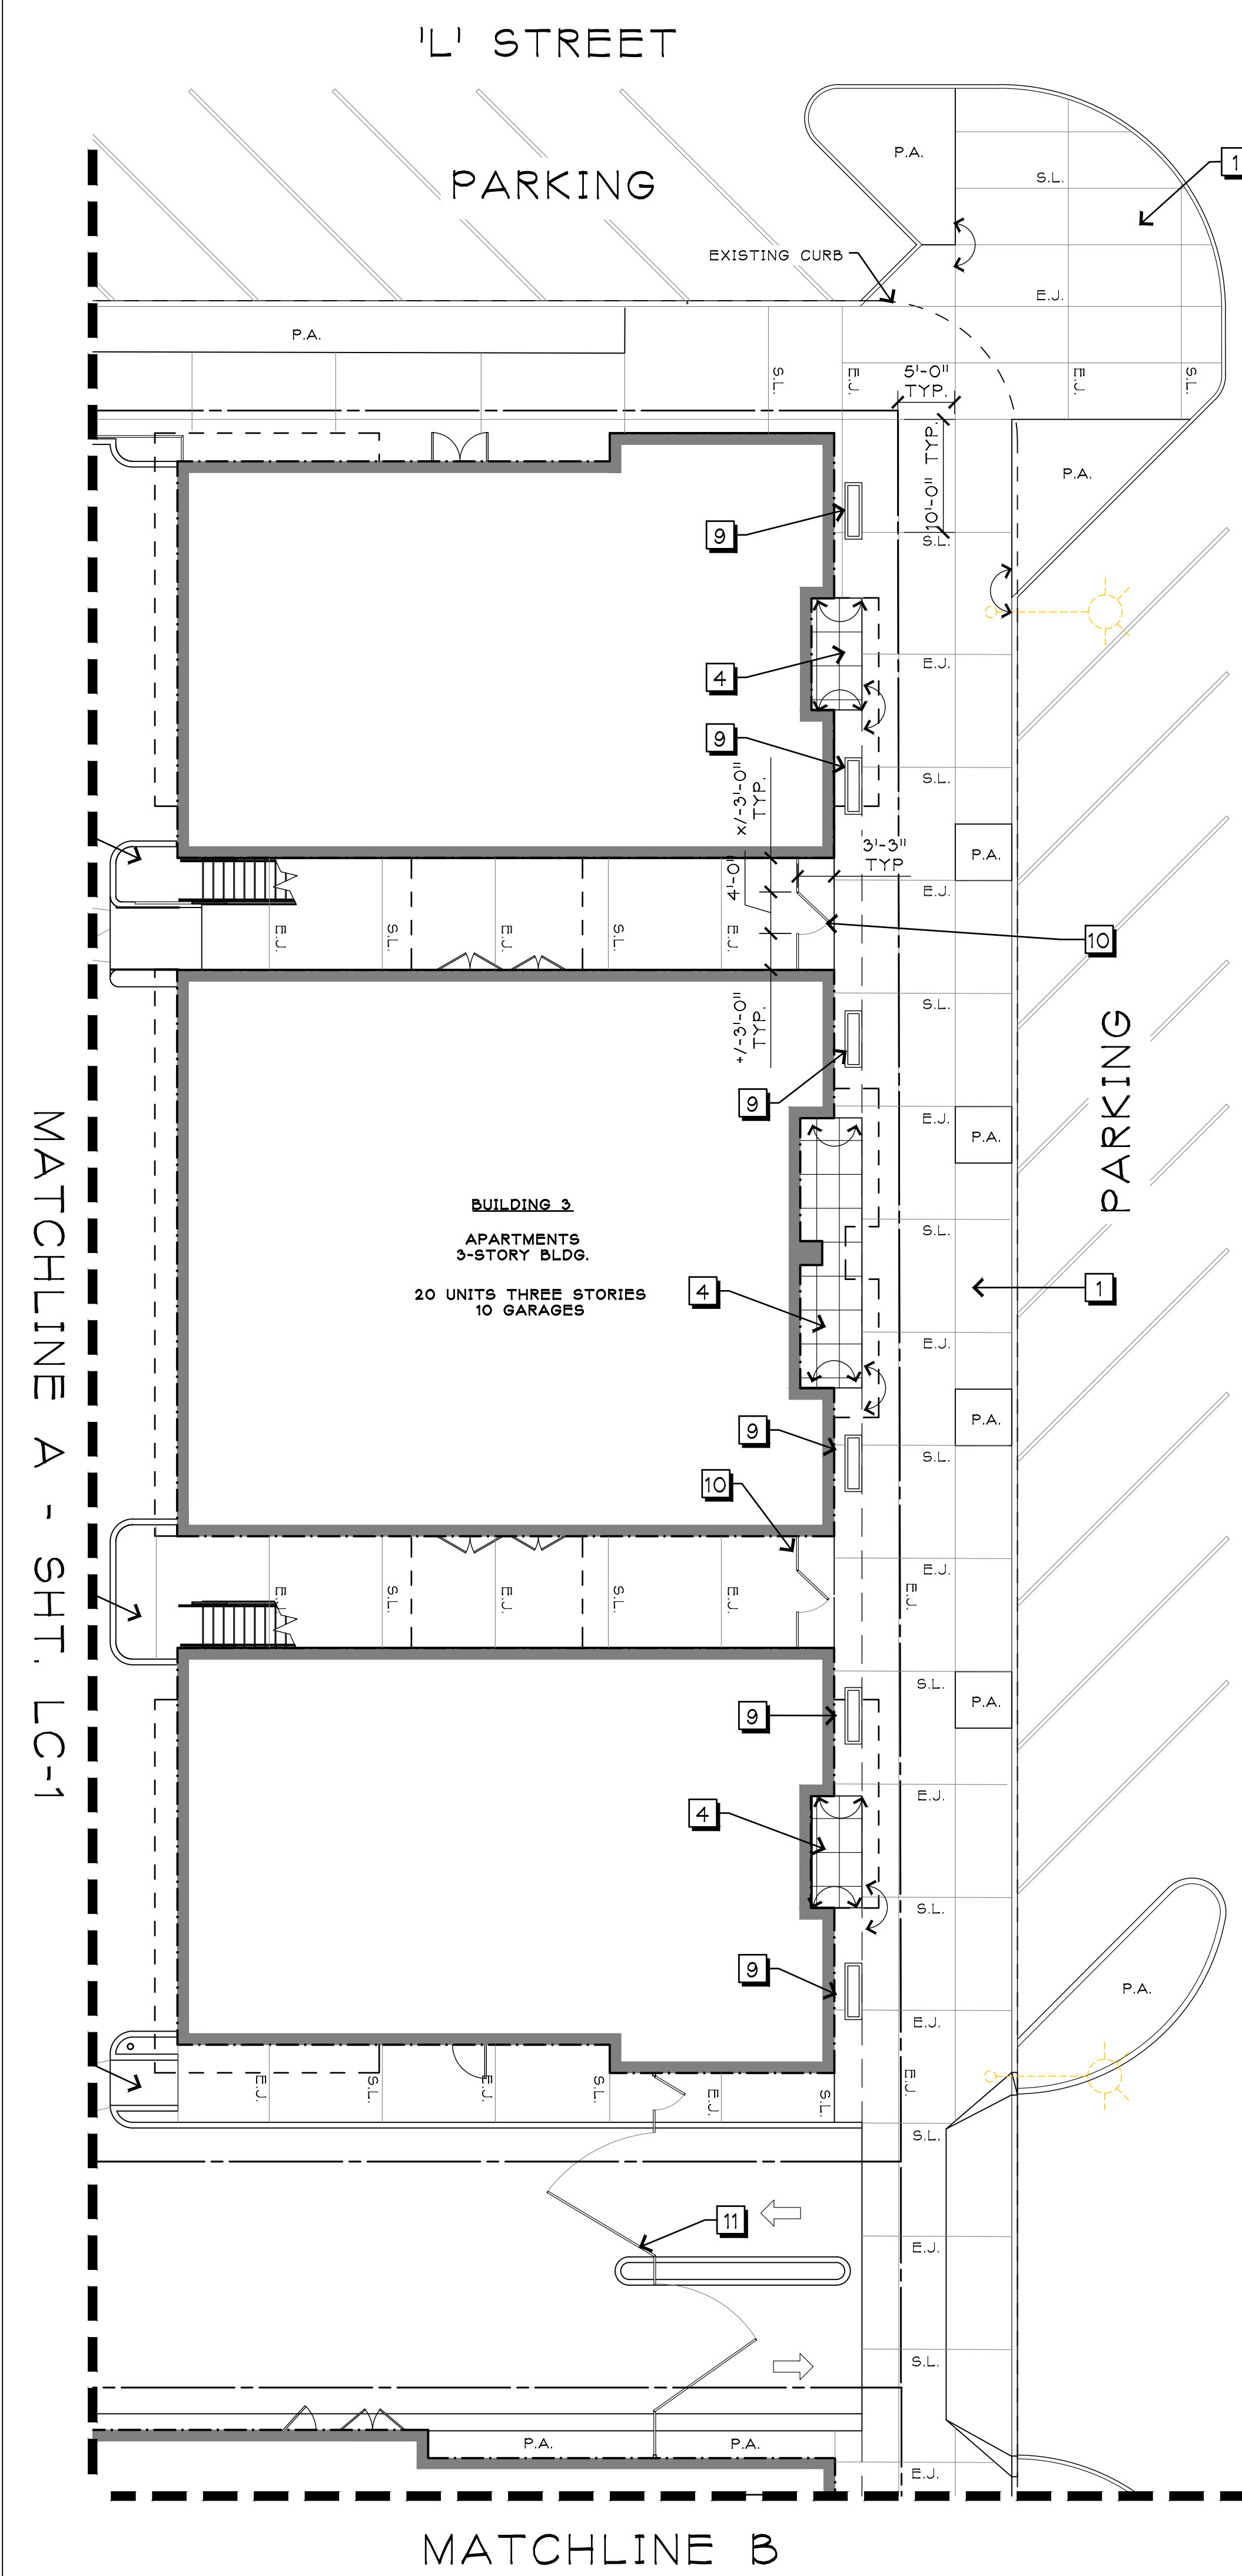 'L' STREET
PARKING
P.A.
S.L.
1
EXISTING CURB
E.J.
P.A.
S.L.
E.J.
5'-0"
TYP.
E.J.
S.L.
10'-0" TYP.
P.A.
9
S.L.
4
E.J.
9
S.L.
x/-3'-0"
TYP.
3'-3"
TYP
P.A.
4'-0"
E.J.
E.J.
S.L.
E.J.
S.L.
E.J.
10
+/-3'-0"
TYP.
S.L.
9
PARKING
E.J.
P.A.
MATCHLINE A - SHT. LC-1
BUILDING 3
APARTMENTS
3-STORY BLDG.
20 UNITS THREE STORIES
10 GARAGES
S.L.
4
1
E.J.
P.A.
9
S.L.
10
E.J.
E.J.
S.L.
E.J.
S.L.
E.J.
E.J.
S.L.
P.A.
9
E.J.
4
S.L.
9
P.A.
E.J.
E.J.
S.L.
E.J.
S.L.
E.J.
S.L.
E.J.
S.L.
11
E.J.
S.L.
P.A.
P.A.
E.J.
MATCHLINE B